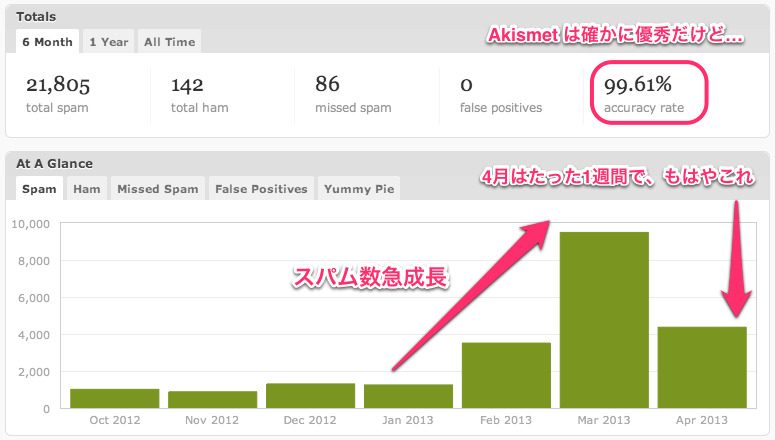 Totals
6 Month 1 Year All Time
Akismet は確かに優秀だけど...
21,805 142 86 0 99.61%
total spam total ham missed spam false positives accuracy rate
At A Glance
Spam Ham Missed Spam False Positives Yummy Pie
4月はたった1週間で、もはやこれ
10,000
8,000
スパム数急成長
6,000
4,000
2,000
0
Oct 2012 Nov 2012 Dec 2012 Jan 2013 Feb 2013 Mar 2013 Apr 2013